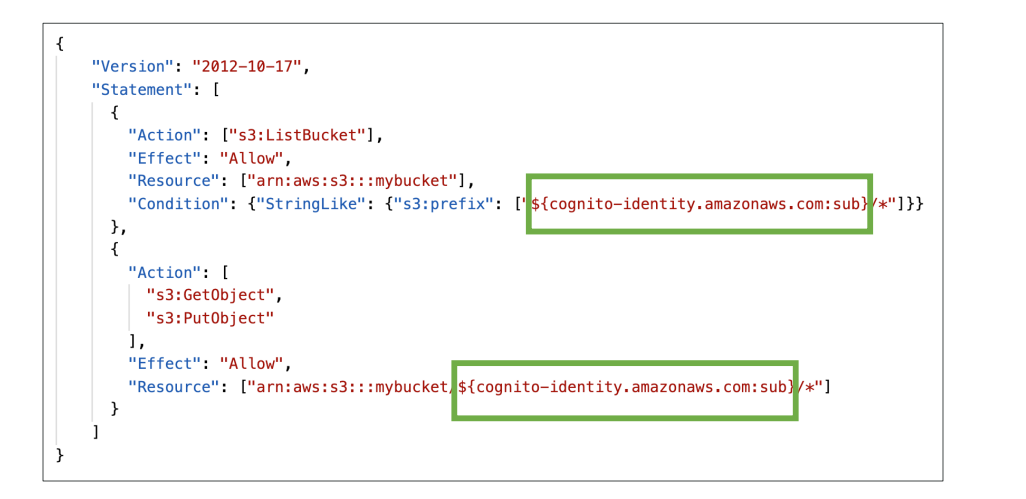 {
"Version": "2012-10-17",
"Statement": [
{
"Action": ["s3:ListBucket"],
"Effect": "Allow",
"Resource": ["arn:aws:s3:::mybucket"],
"Condition": {"StringLike": {"s3:prefix": ["${cognito-identity.amazonaws.com:sub}/*"]}}
},
{
"Action": [
"s3:GetObject",
"s3:PutObject"
],
"Effect": "Allow",
"Resource": ["arn:aws:s3:::mybucket/${cognito-identity.amazonaws.com:sub}/*"]
}
]
}